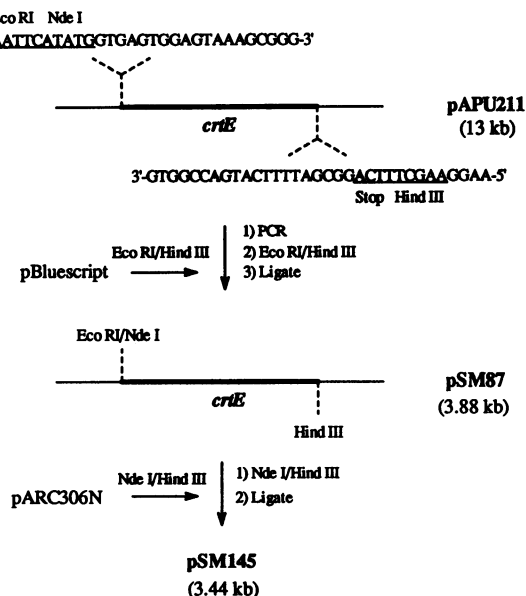 co RI Nde I
AATTCATATGGTGAGTGGAGTAAAGCGGG-3'
crtE
pAPU211
(13 kb)
3'-GTGGCCAGTACTTTTAGCGGACTTTCGAAGGAA-5'
Stop Hind III
1) PCR
2) Eco RI/Hind III
3) Ligate
Eco RI/Hind III
pBluescript
Eco RI/Nde I
crtE
pSM87
(3.88 kb)
Hind III
Nde I/Hind III
1) Nde I/Hind III
2) Ligate
pARC306N
pSM145
(3.44 kb)